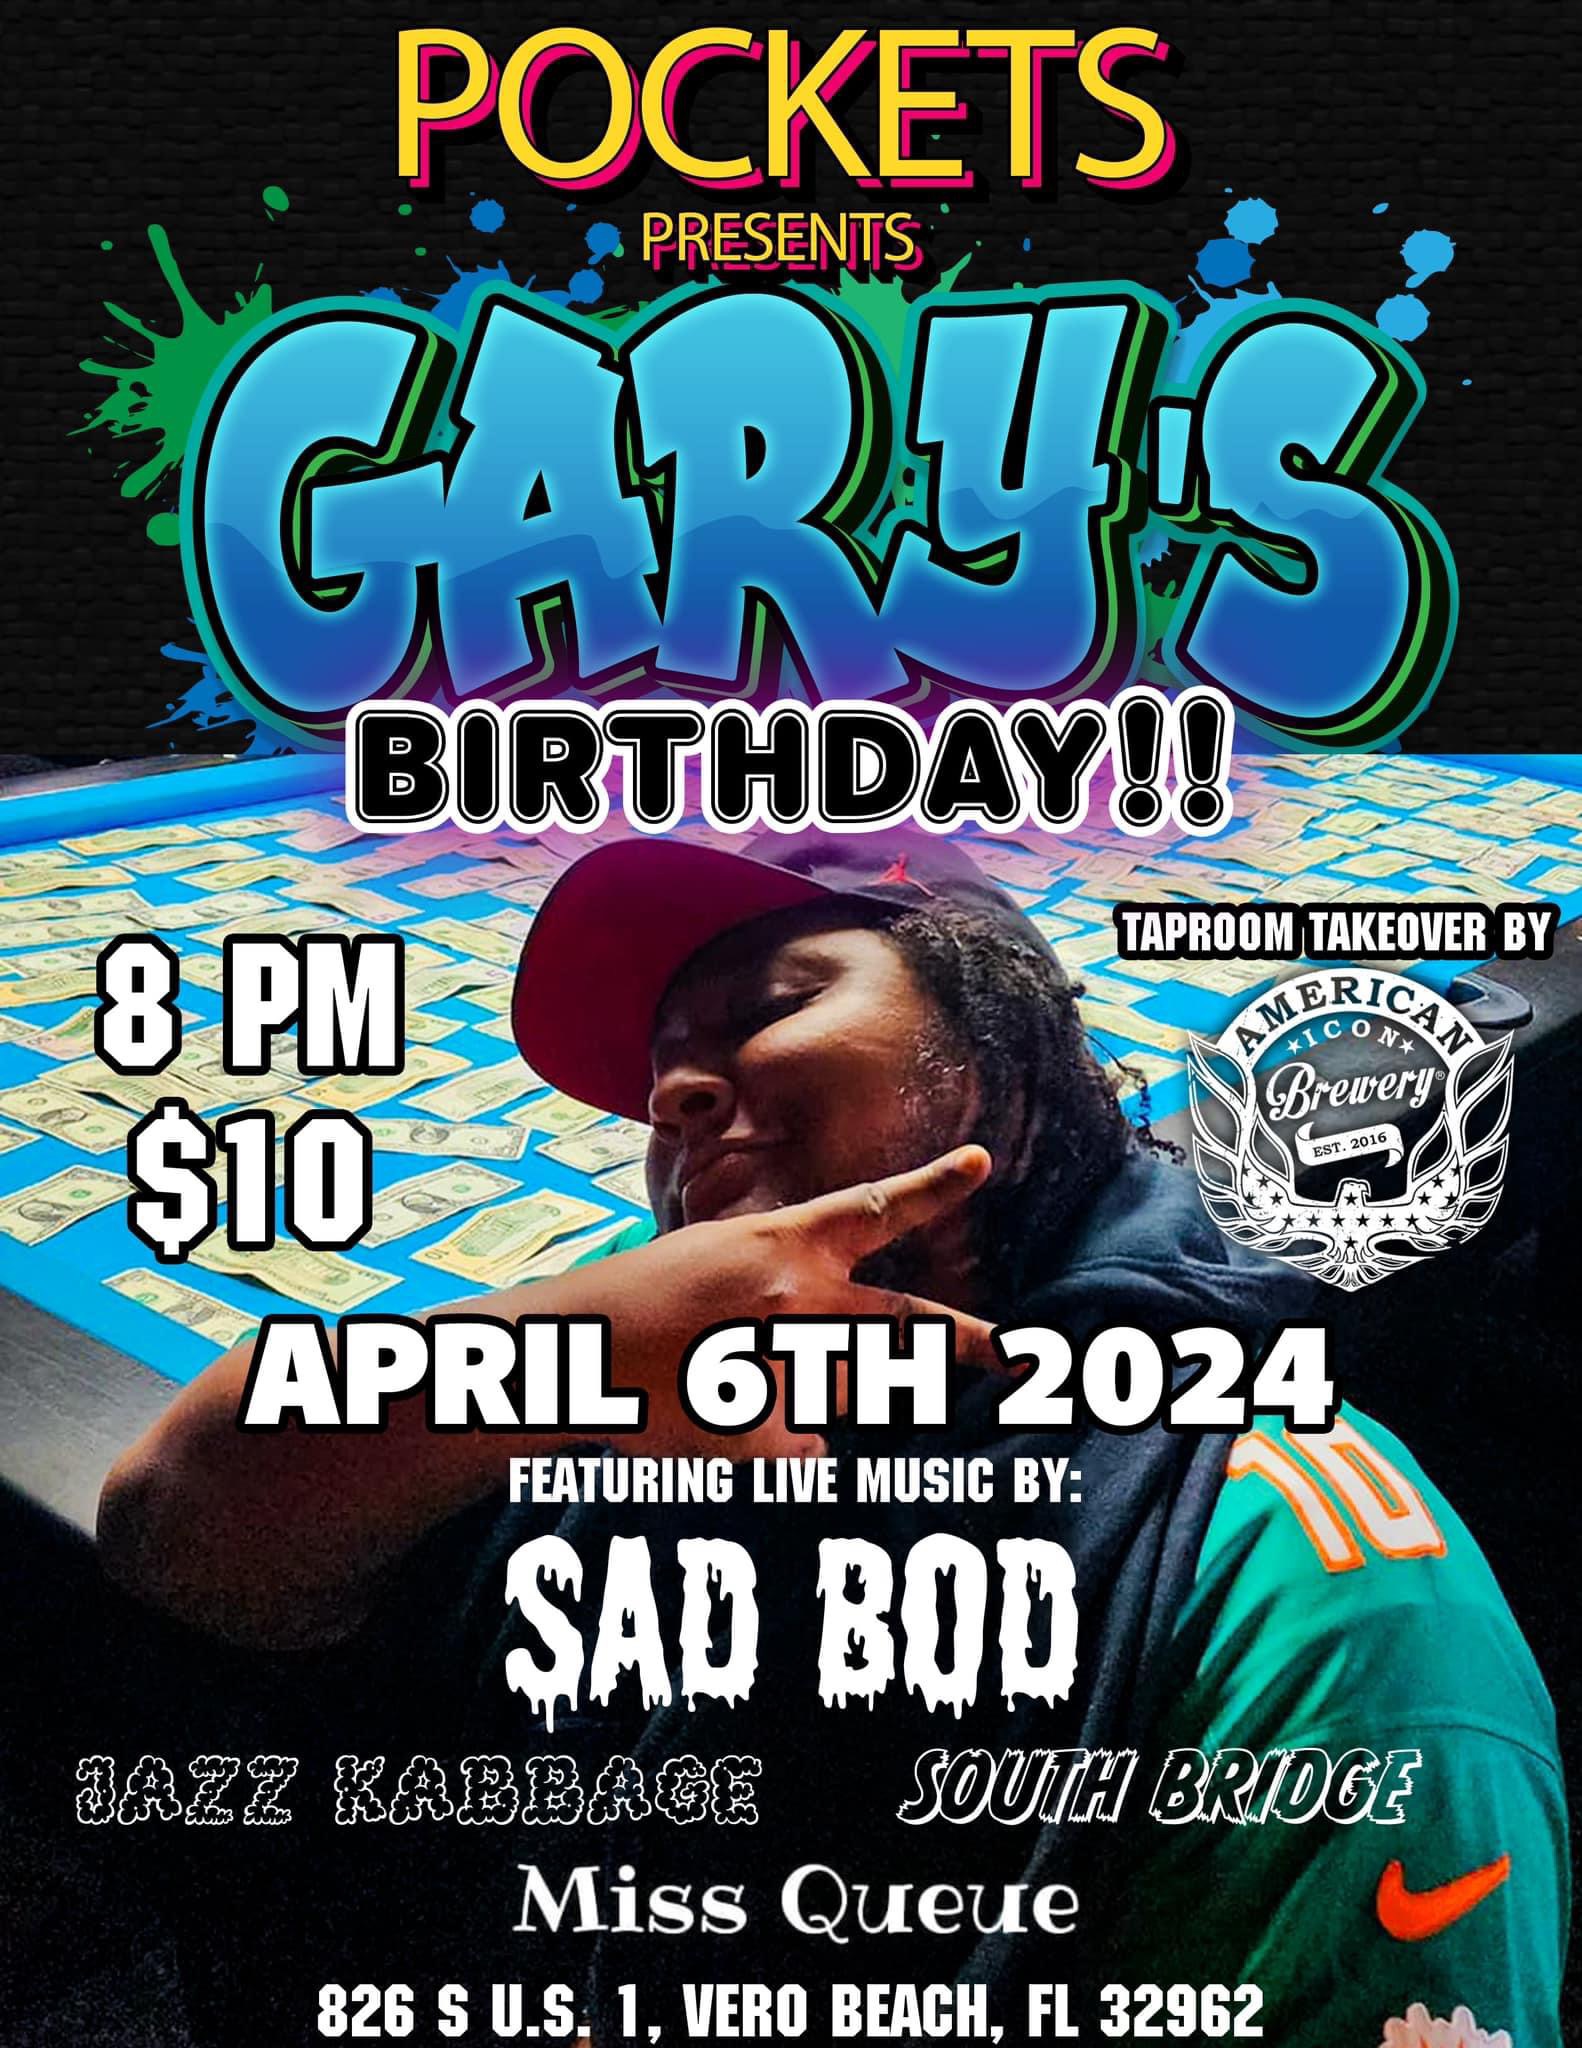 POCKETS
PRESENTS
GARY'S
BIRTHDAY!!
8 PM
$10
TAPROOM TAKEOVER BY
AMERICAN
ICON
Brewery®
EST. 2016
APRIL 6TH 2024
10
FEATURING LIVE MUSIC BY:
SAD BOD
JAZZ KABBAGE
SOUTH BRIDGE
Miss Queue
826 S U.S. 1, VERO BEACH, FL 32962